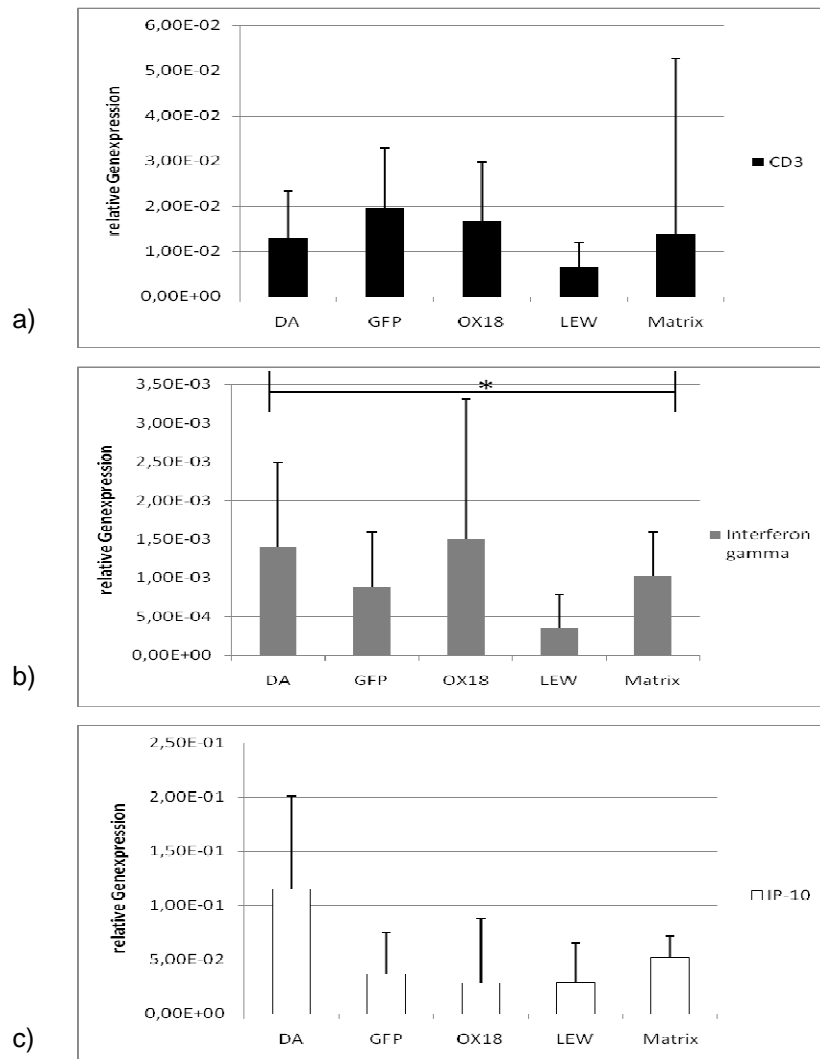 a)
relative Genexpression
6,00E-02
5,00E-02
4,00E-02
3,00E-02
2,00E-02
1,00E-02
0,00E+00
DA GFP OX18 LEW Matrix
CD3
b)
relative Genexpression
3,50E-03
3,00E-03
2,50E-03
2,00E-03
1,50E-03
1,00E-03
5,00E-04
0,00E+00
*
DA GFP OX18 LEW Matrix
Interferon
gamma
c)
relative Genexpression
2,50E-01
2,00E-01
1,50E-01
1,00E-01
5,00E-02
0,00E+00
DA GFP OX18 LEW Matrix
IP-10